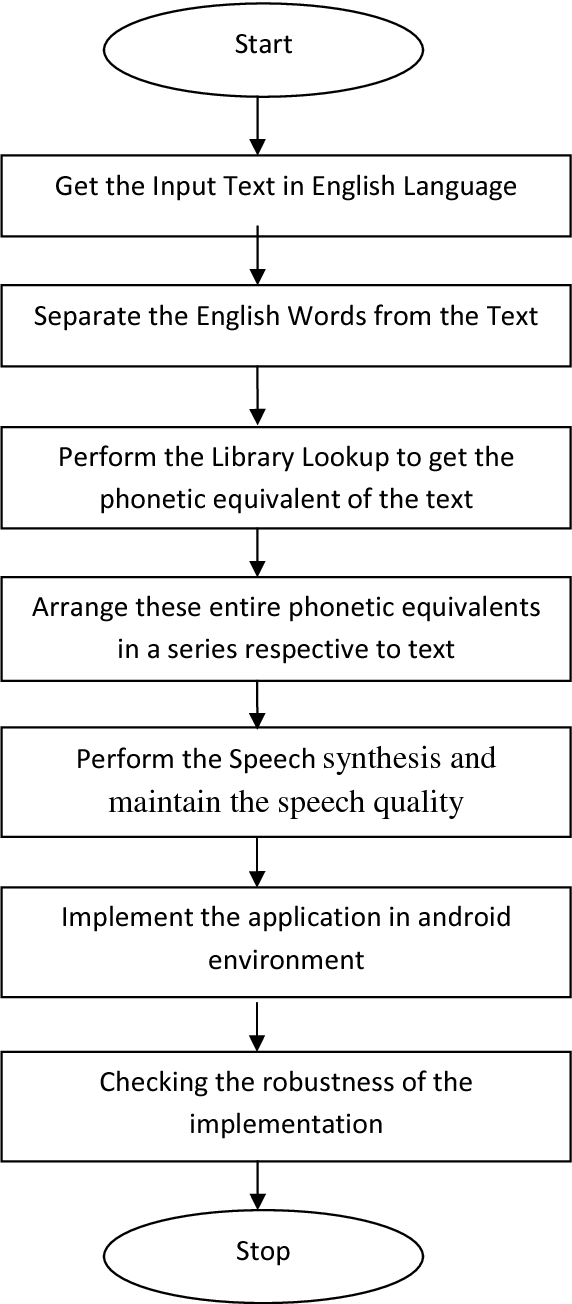 Start
Get the Input Text in English Language
Separate the English Words from the Text
Perform the Library Lookup to get the
phonetic equivalent of the text
Arrange these entire phonetic equivalents
in a series respective to text
Perform the Speech synthesis and
maintain the speech quality
Implement the application in android
environment
Checking the robustness of the
implementation
Stop